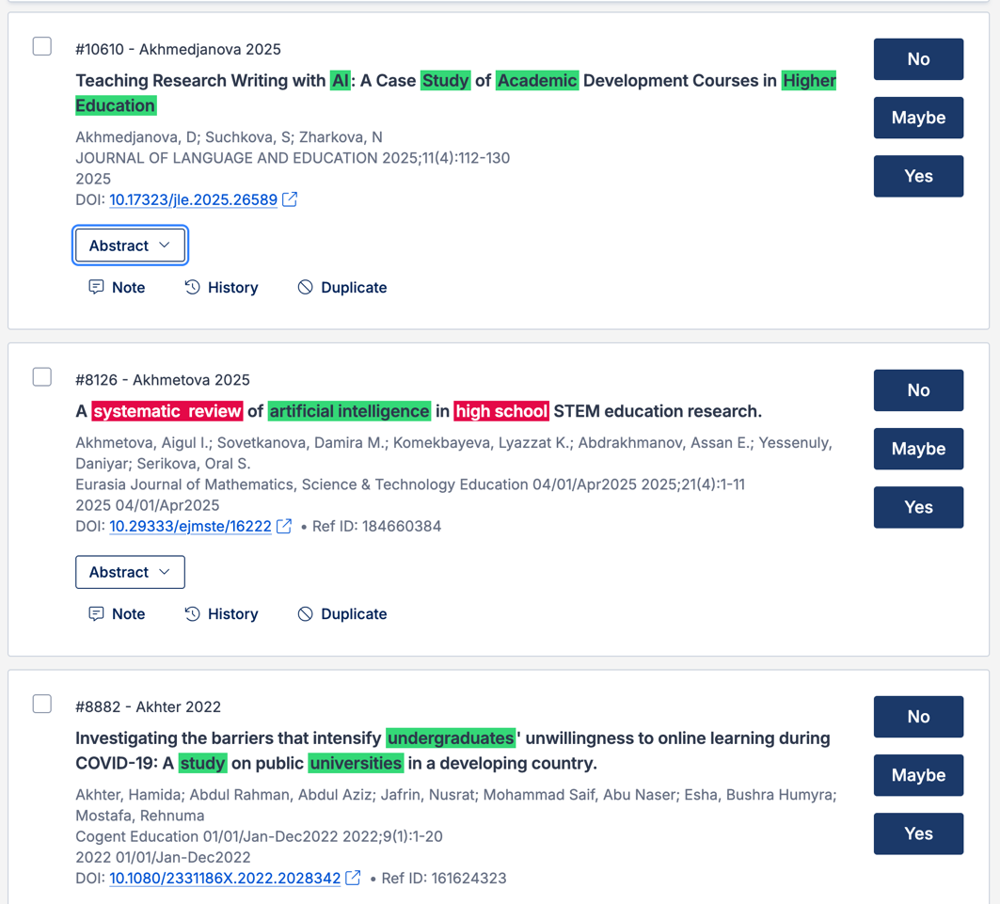 #10610 - Akhmedjanova 2025
Teaching Research Writing with AI: A Case Study of Academic Development Courses in Higher
Education
Akhmedjanova, D; Suchkova, S; Zharkova, N
JOURNAL OF LANGUAGE AND EDUCATION 2025;11(4):112-130
2025
DOI: 10.17323/jle.2025.26589
Abstract
Note History Duplicate
No
Maybe
Yes
#8126 - Akhmetova 2025
A systematic review of artificial intelligence in high school STEM education research.
Akhmetova, Aigul I.; Sovetkanova, Damira M.; Komekbayeva, Lyazzat K.; Abdrakhmanov, Assan E.; Yessenuly,
Daniyar; Serikova, Oral S.
Eurasia Journal of Mathematics, Science & Technology Education 04/01/Apr2025 2025;21(4):1-11
2025 04/01/Apr2025
DOI: 10.29333/ejmste/16222 • Ref ID: 184660384
Abstract
Note History Duplicate
No
Maybe
Yes
#8882 - Akhter 2022
Investigating the barriers that intensify undergraduates' unwillingness to online learning during
COVID-19: A study on public universities in a developing country.
Akhter, Hamida; Abdul Rahman, Abdul Aziz; Jafrin, Nusrat; Mohammad Saif, Abu Naser; Esha, Bushra Humyra;
Mostafa, Rehnuma
Cogent Education 01/01/Jan-Dec2022 2022;9(1):1-20
2022 01/01/Jan-Dec2022
DOI: 10.1080/2331186X.2022.2028342 • Ref ID: 161624323
No
Maybe
Yes